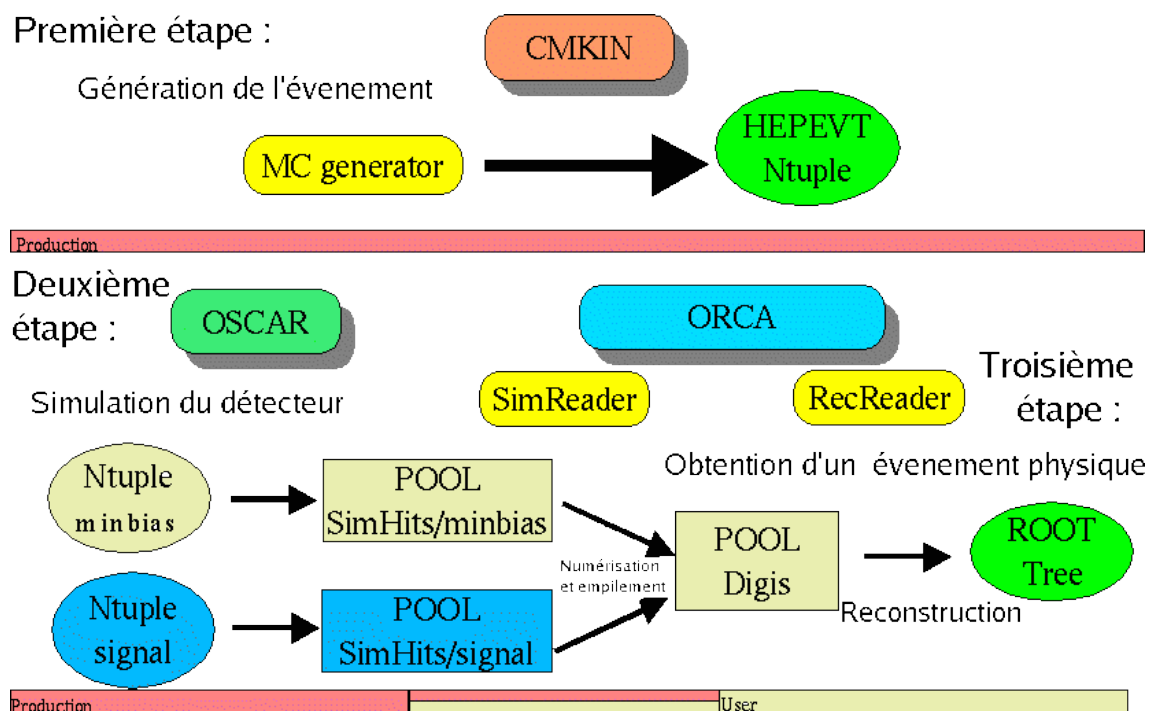 Première étape :
CMKIN
Génération de l'évenement
MC generator
HEPEVT
Ntuple
Production
Deuxième
étape :
OSCAR
ORCA
SimReader
RecReader
Troisième
étape :
Simulation du détecteur
Obtention d'un évenement physique
Ntuple
minbias
POOL
SimHits/minbias
Numérisation
et empilement
POOL
Digis
ROOT
Tree
Reconstruction
Ntuple
signal
POOL
SimHits/signal
Production
User